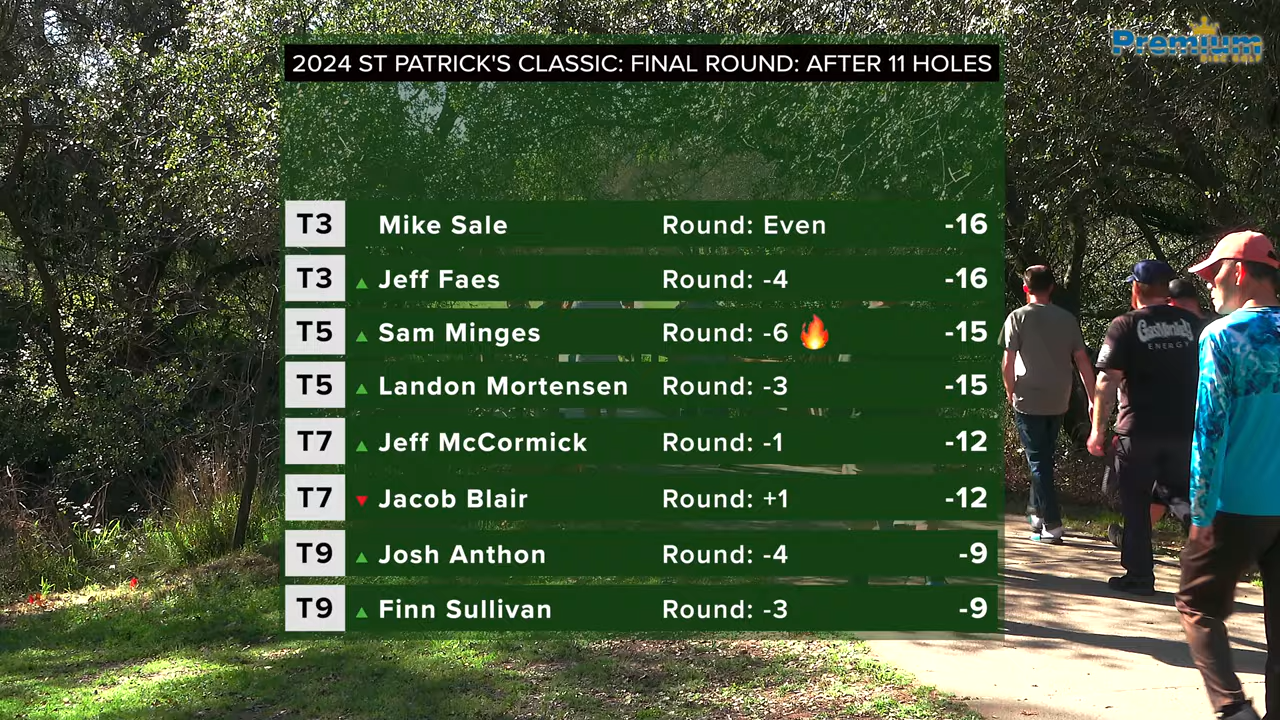 Premium
DISC GOLF
2024 ST PATRICK'S CLASSIC: FINAL ROUND: AFTER 11 HOLES
T3 Mike Sale Round: Even -16
T3 Jeff Faes Round: -4 -16
T5 Sam Minges Round: -6 -15
T5 Landon Mortensen Round: -3 -15
T7 Jeff McCormick Round: -1 -12
T7 Jacob Blair Round: +1 -12
T9 Josh Anthon Round: -4 -9
T9 Finn Sullivan Round: -3 -9
ENERGY